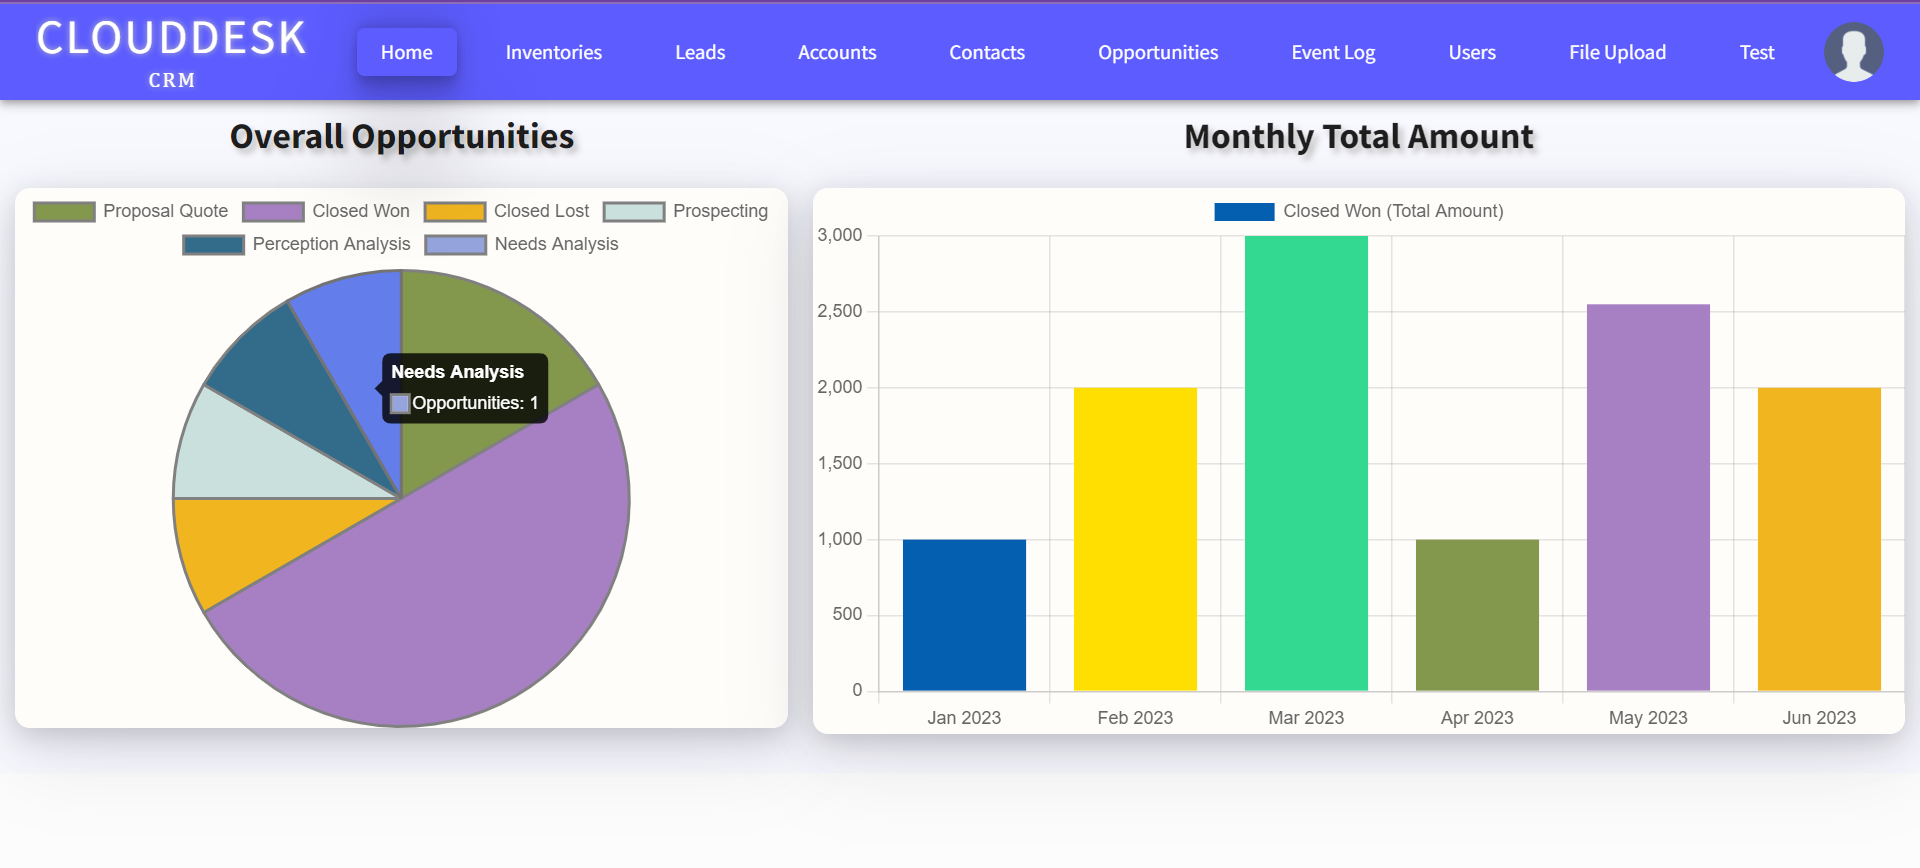 CLOUDDESK
CRM
Home Inventories Leads Accounts Contacts Opportunities Event Log Users File Upload Test
Overall Opportunities
Proposal Quote Closed Won Closed Lost Prospecting
Perception Analysis Needs Analysis
Needs Analysis
Opportunities: 1
Monthly Total Amount
Closed Won (Total Amount)
3,000
2,500
2,000
1,500
1,000
500
0
Jan 2023 Feb 2023 Mar 2023 Apr 2023 May 2023 Jun 2023